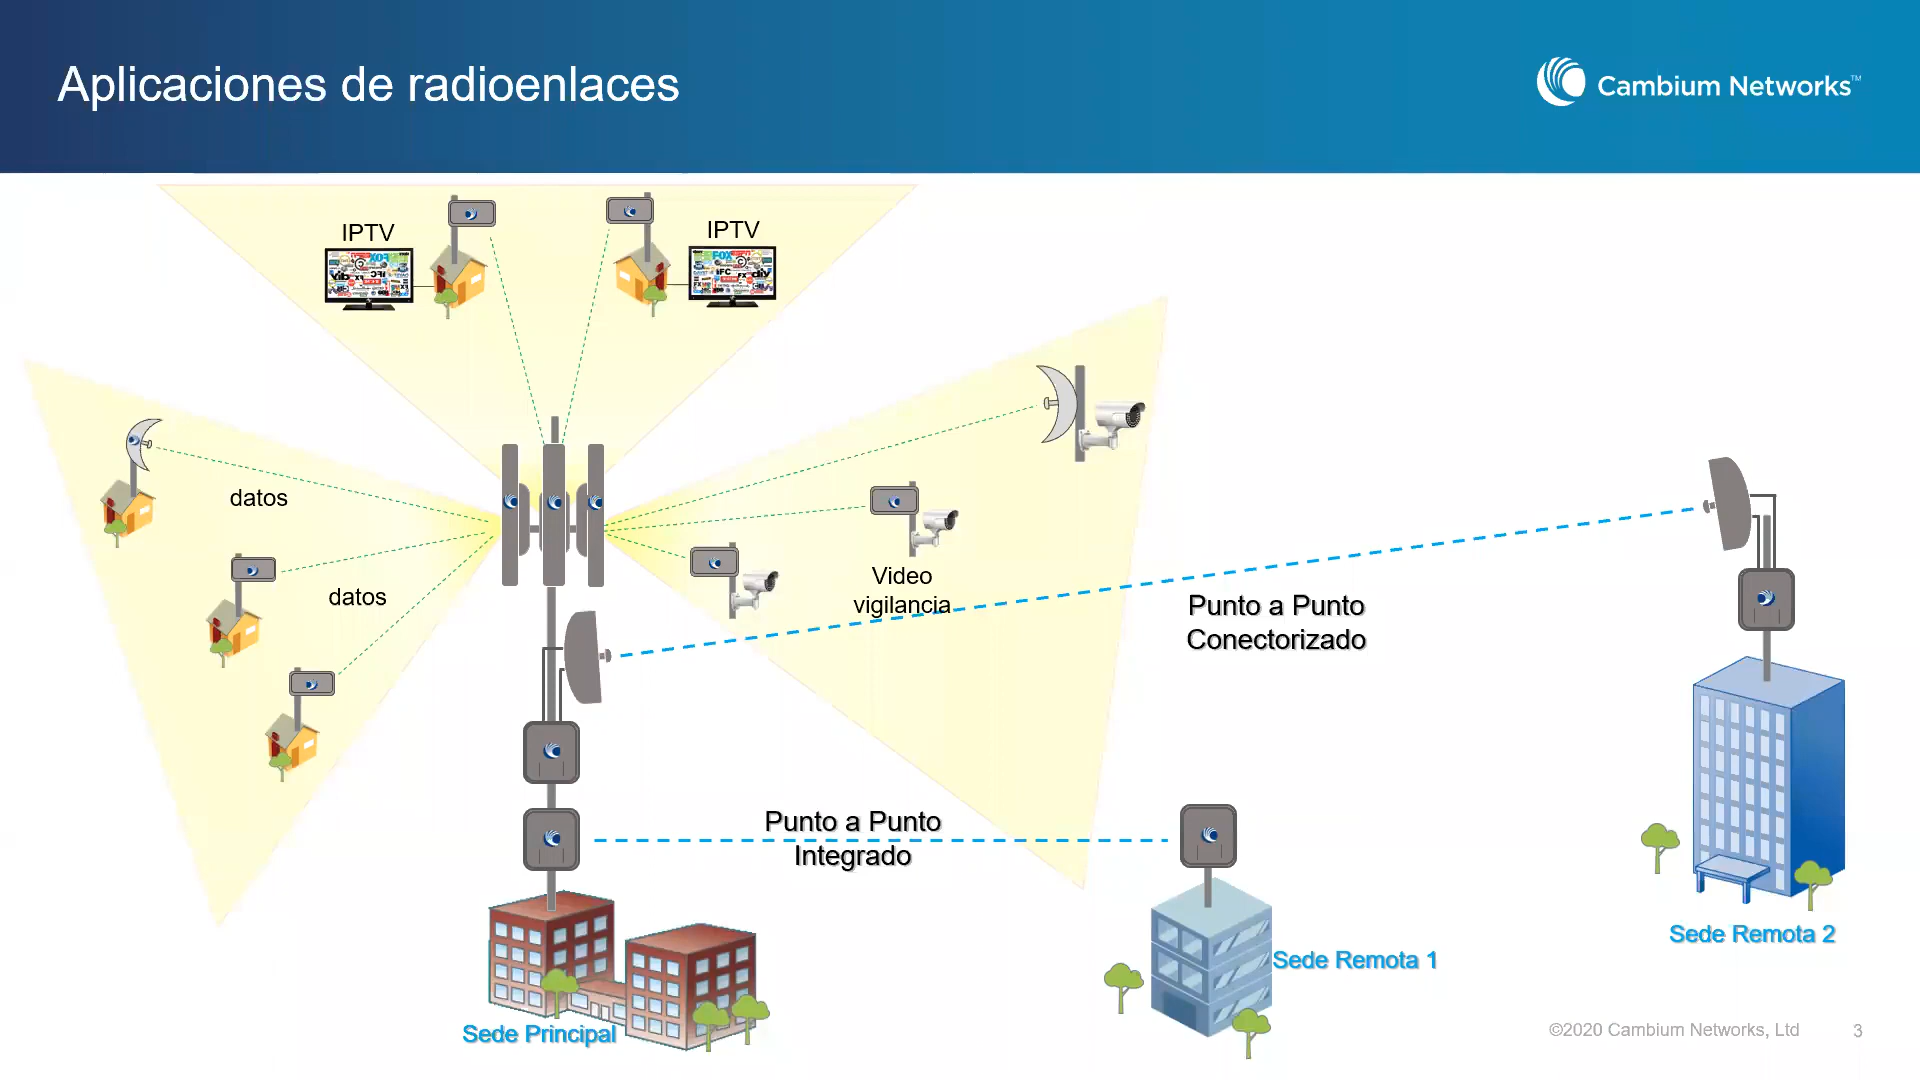 Aplicaciones de radioenlaces
Cambium Networks™
IPTV
IPTV
datos
datos
Video
vigilancia
Punto a Punto
Conectorizado
Punto a Punto
Integrado
Sede Principal
Sede Remota 1
Sede Remota 2
©2020 Cambium Networks, Ltd
3